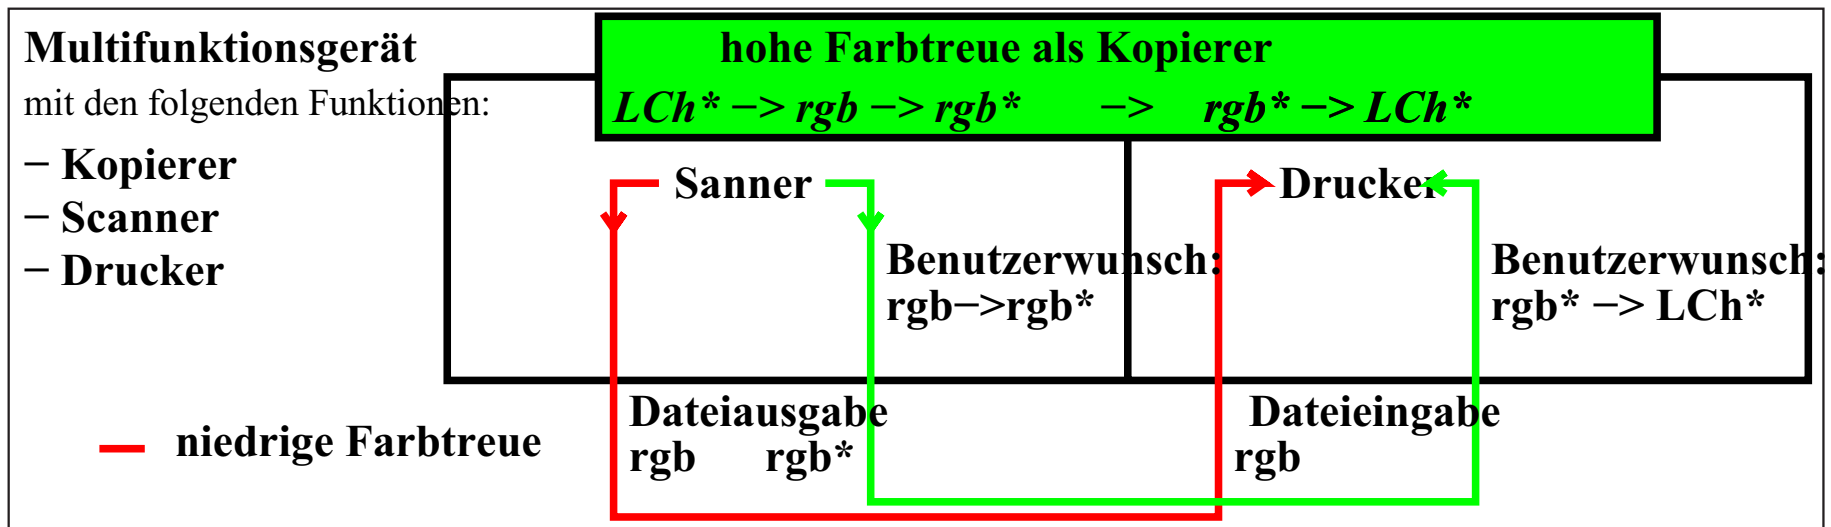 Multifunktionsgerät
mit den folgenden Funktionen:
− Kopierer
− Scanner
− Drucker
hohe Farbtreue als Kopierer
LCh* −> rgb −> rgb* −> rgb* −> LCh*
Sanner
Drucker
Benutzerwunsch:
rgb−>rgb*
Benutzerwunsch:
rgb* −> LCh*
Dateiausgabe
rgb rgb*
Dateieingabe
rgb
niedrige Farbtreue